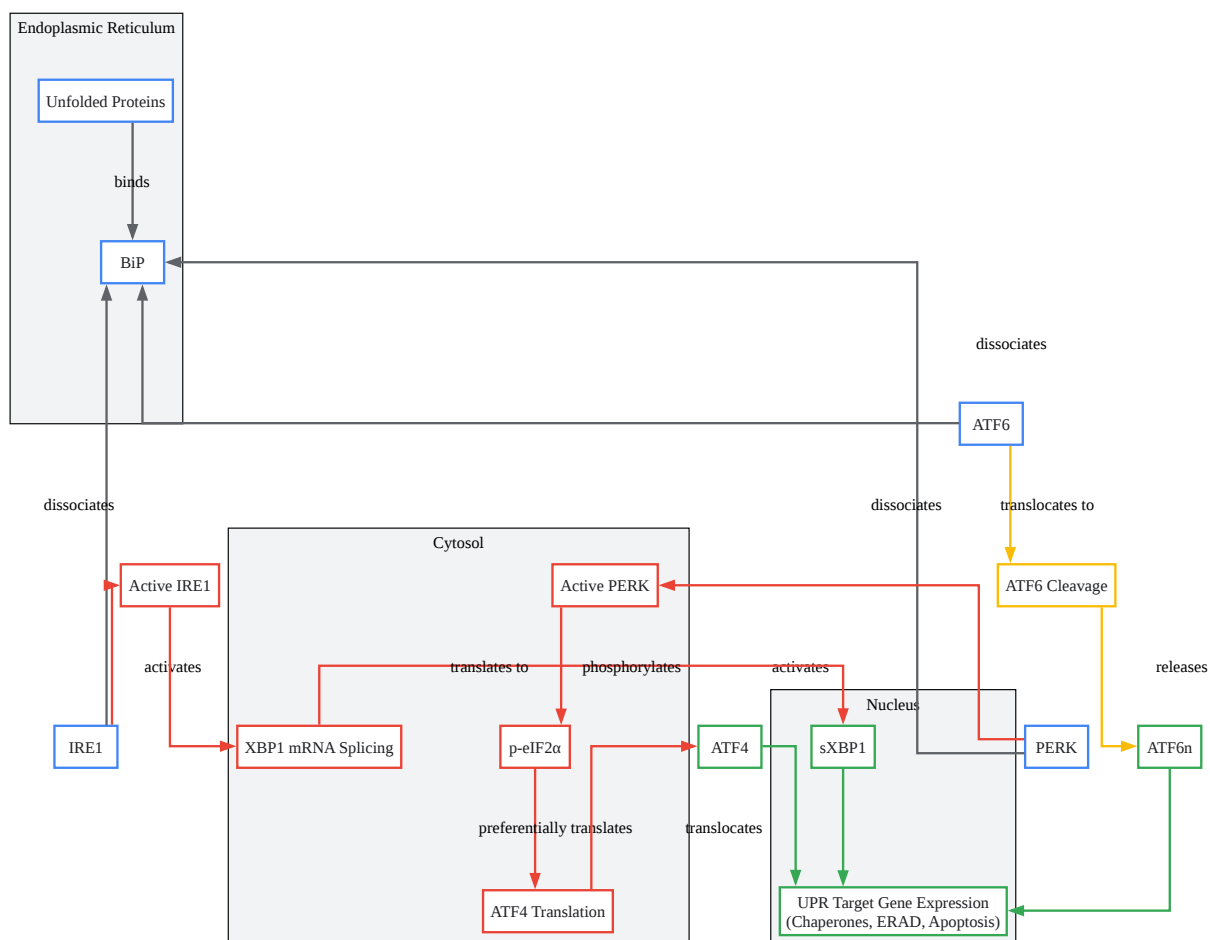 Endoplasmic Reticulum
Unfolded Proteins
binds
BiP
dissociates
ATF6
dissociates
dissociates
translocates to
Cytosol
Active IRE1
Active PERK
ATF6 Cleavage
activates
translates to
phosphorylates
activates
releases
Nucleus
IRE1
XBP1 mRNA Splicing
p-eIF2α
ATF4
sXBP1
PERK
ATF6n
preferentially translates
translocates
ATF4 Translation
UPR Target Gene Expression
(Chaperones, ERAD, Apoptosis)